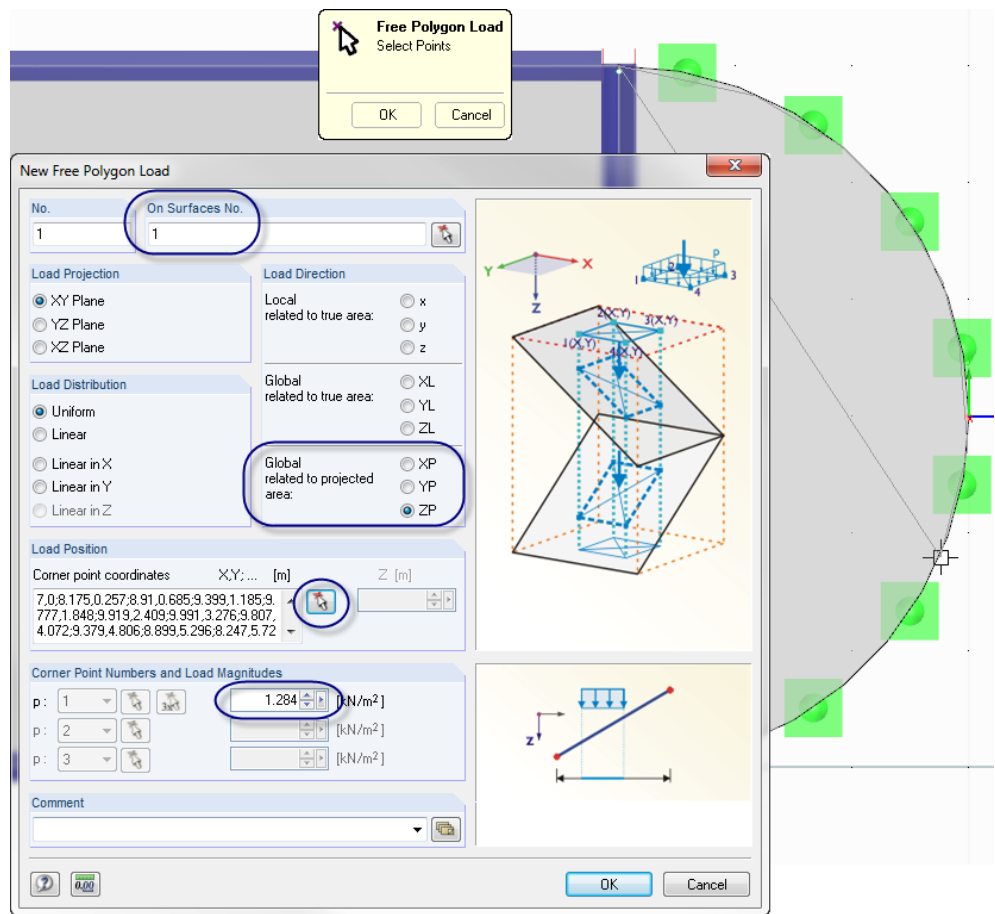 Free Polygon Load
Select Points
OK
Cancel
New Free Polygon Load
No.
On Surfaces No.
1
1
Load Projection
XY Plane
YZ Plane
XZ Plane
Load Direction
Local
related to true area:
x
y
z
Load Distribution
Uniform
Linear
Linear in X
Linear in Y
Linear in Z
Global
related to true area:
XL
YL
ZL
Global
related to projected
area:
XP
YP
ZP
Y
X
Z
P
1
2
3
4
2(X,Y)
3(X,Y)
1(X,Y)
4(X,Y)
Load Position
Corner point coordinates X,Y; ... [m]
Z [m]
7,0;8.175,0.257;8.91,0.685;9.399,1.185;9.
777,1.848;9.919,2.409;9.991,3.276;9.807,
4.072;9.379,4.806;8.899,5.296;8.247,5.72
Corner Point Numbers and Load Magnitudes
p: 1 3x 1.284 [kN/m²]
p: 2 [kN/m²]
p: 3 [kN/m²]
z
Comment
0.00
OK
Cancel